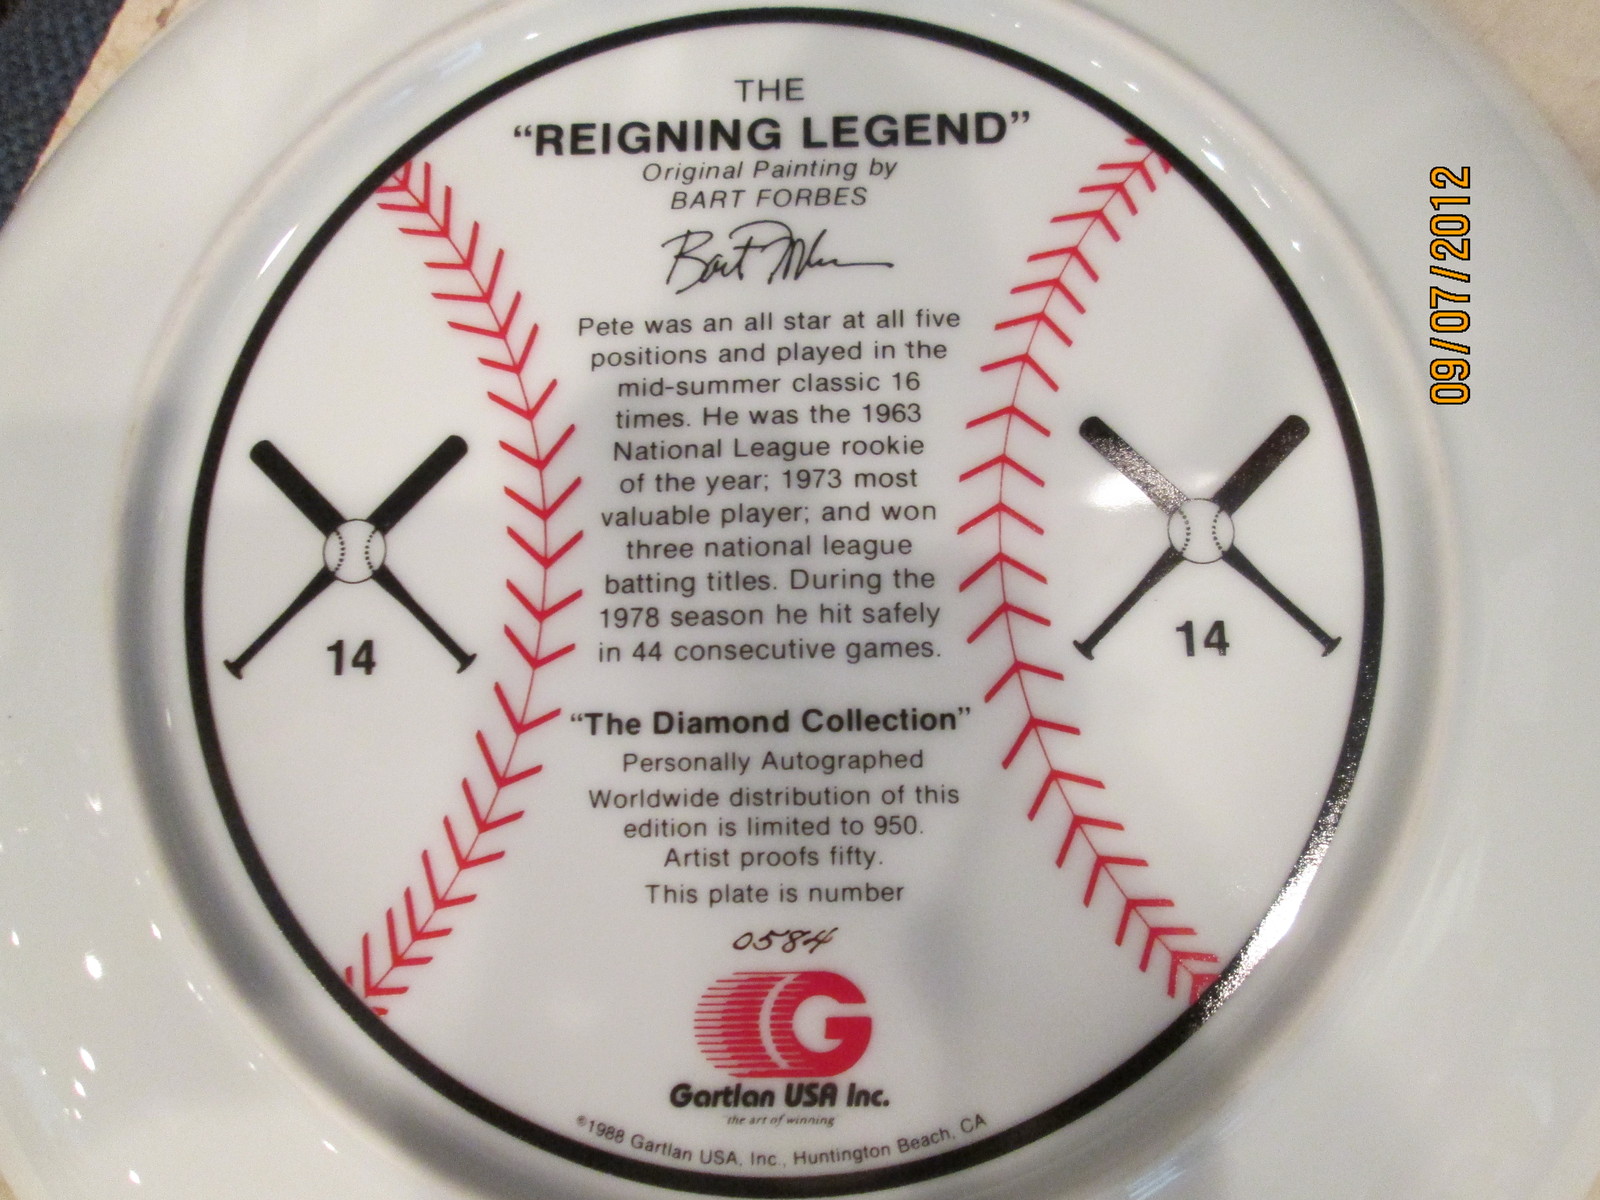 THE
“REIGNING LEGEND”
Original Painting by
BART FORBES
Bart Forbes
Pete was an all star at all five
positions and played in the
mid-summer classic 16
times. He was the 1963
National League rookie
of the year; 1973 most
valuable player; and won
three national league
batting titles. During the
1978 season he hit safely
in 44 consecutive games.
14
14
“The Diamond Collection”
Personally Autographed
Worldwide distribution of this
edition is limited to 950.
Artist proofs fifty.
This plate is number
0584
G
Gartlan USA Inc.
"the art of winning"
©1988 Gartlan USA, Inc., Huntington Beach, CA
09/07/2012